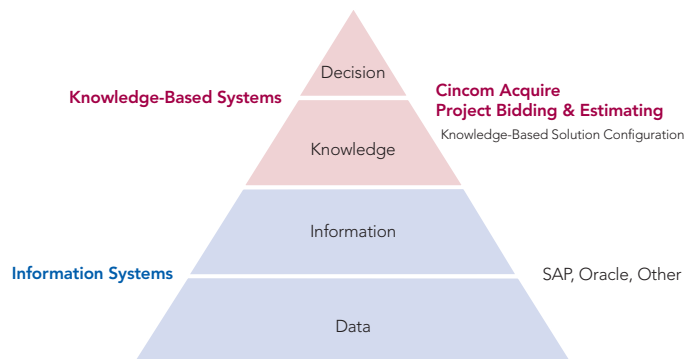 Decision
Knowledge-Based Systems
Cincom Acquire
Project Bidding & Estimating
Knowledge-Based Solution Configuration
Knowledge
Information
Information Systems
SAP, Oracle, Other
Data